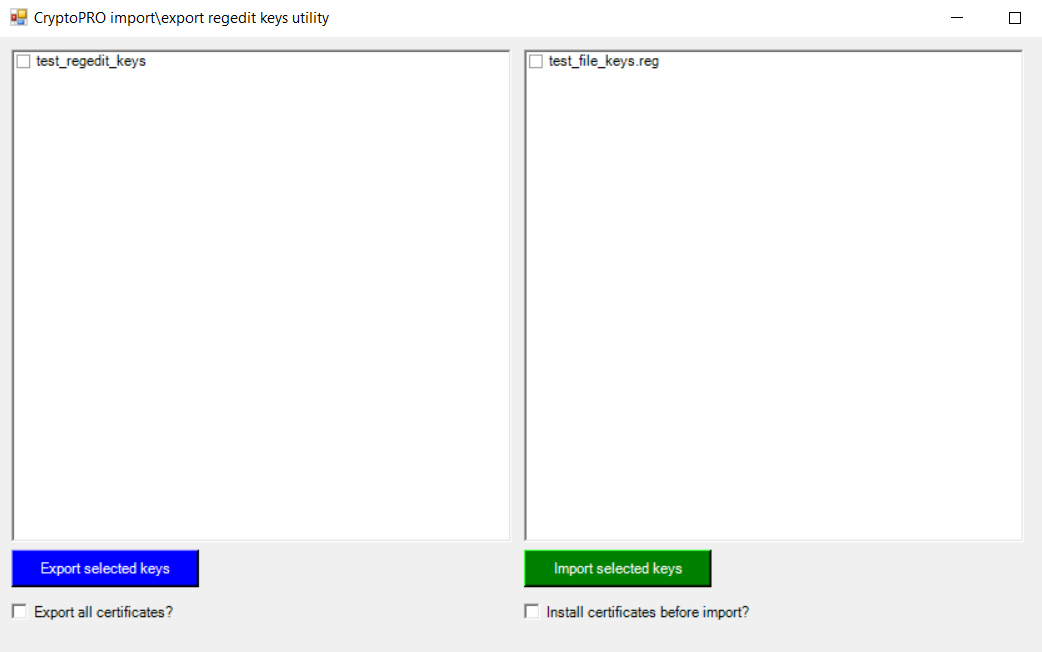 CryptoPRO import\export regedit keys utility
test_regedit_keys
test_file_keys.reg
Export selected keys
Import selected keys
Export all certificates?
Install certificates before import?